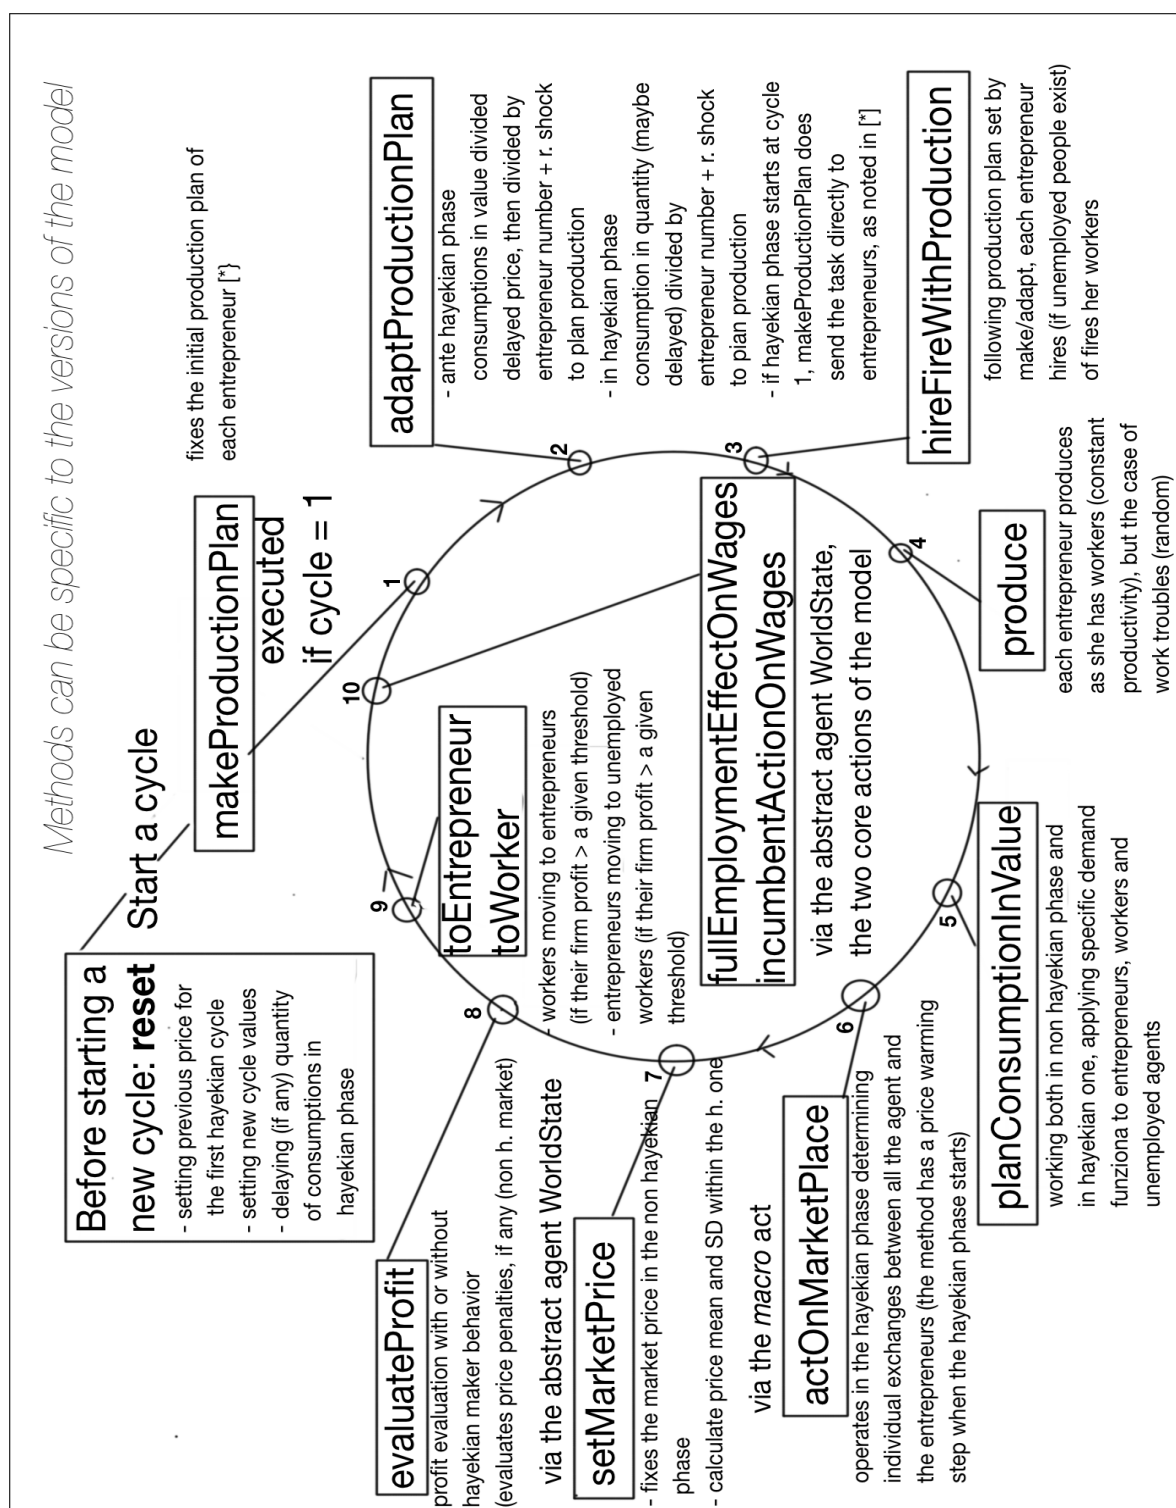 Methods can be specific to the versions of the model
Before starting a
new cycle: reset
- setting previous price for
the first hayekian cycle
- setting new cycle values
- delaying (if any) quantity
of consumptions in
hayekian phase
Start a cycle
makeProductionPlan
executed
if cycle = 1
fixes the initial production plan of
each entrepreneur [*}
1
adaptProductionPlan
- ante hayekian phase
consumptions in value divided
delayed price, then divided by
entrepreneur number + r. shock
to plan production
- in hayekian phase
consumption in quantity (maybe
delayed) divided by
entrepreneur number + r. shock
to plan production
- if hayekian phase starts at cycle
1, makeProductionPlan does
send the task directly to
entrepreneurs, as noted in [*]
2
hireFireWithProduction
following production plan set by
make/adapt, each entrepreneur
hires (if unemployed people exist)
of fires her workers
3
produce
each entrepreneur produces
as she has workers (constant
productivity), but the case of
work troubles (random)
4
planConsumptionInValue
working both in non hayekian phase and
in hayekian one, applying specific demand
funziona to entrepreneurs, workers and
unemployed agents
5
via the macro act
actOnMarketPlace
operates in the hayekian phase determining
individual exchanges between all the agent and
the entrepreneurs (the method has a price warming
step when the hayekian phase starts)
6
via the abstract agent WorldState
setMarketPrice
- fixes the market price in the non hayekian
phase
- calculate price mean and SD within the h. one
7
evaluateProfit
profit evaluation with or without
hayekian maker behavior
(evaluates price penalties, if any (non h. market)
8
toEntrepreneur
toWorker
- workers moving to entrepreneurs
(if their firm profit > a given threshold)
- entrepreneurs moving to unemployed
workers (if their firm profit > a given
threshold)
9
fullEmploymentEffectOnWages
incumbentActionOnWages
via the abstract agent WorldState,
the two core actions of the model
10